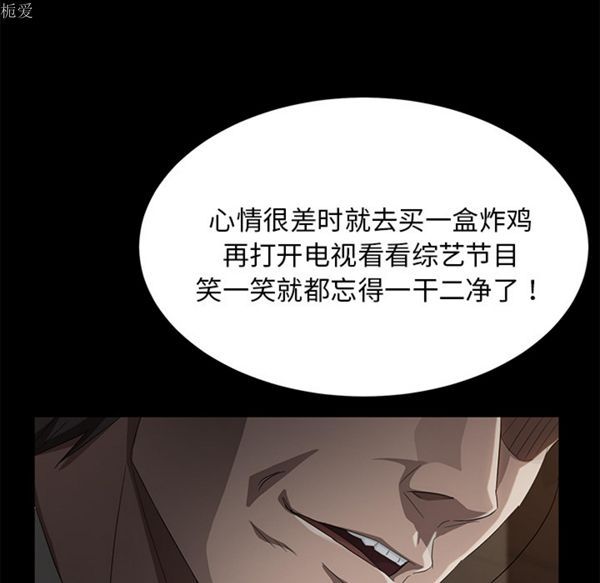 栀爱
心情很差时就去买一盒炸鸡
再打开电视看看综艺节目
笑一笑就都忘得一干二净了！